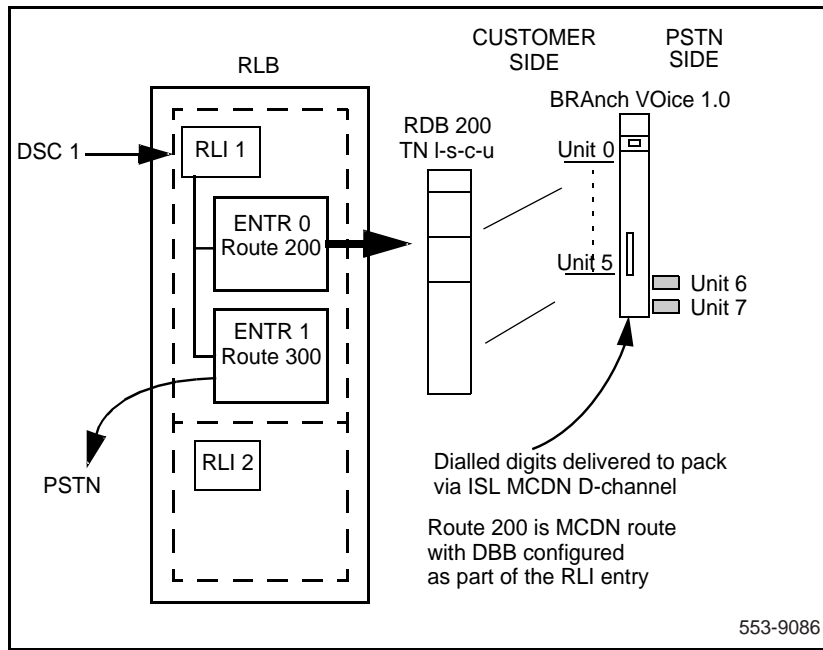 CUSTOMER
SIDE
PSTN
SIDE
RLB
BRAnch VOice 1.0
RDB 200
TN l-s-c-u
DSC 1
RLI 1
Unit 0
ENTR 0
Route 200
Unit 5
Unit 6
Unit 7
ENTR 1
Route 300
RLI 2
PSTN
Dialled digits delivered to pack
via ISL MCDN D-channel
Route 200 is MCDN route
with DBB configured
as part of the RLI entry
553-9086